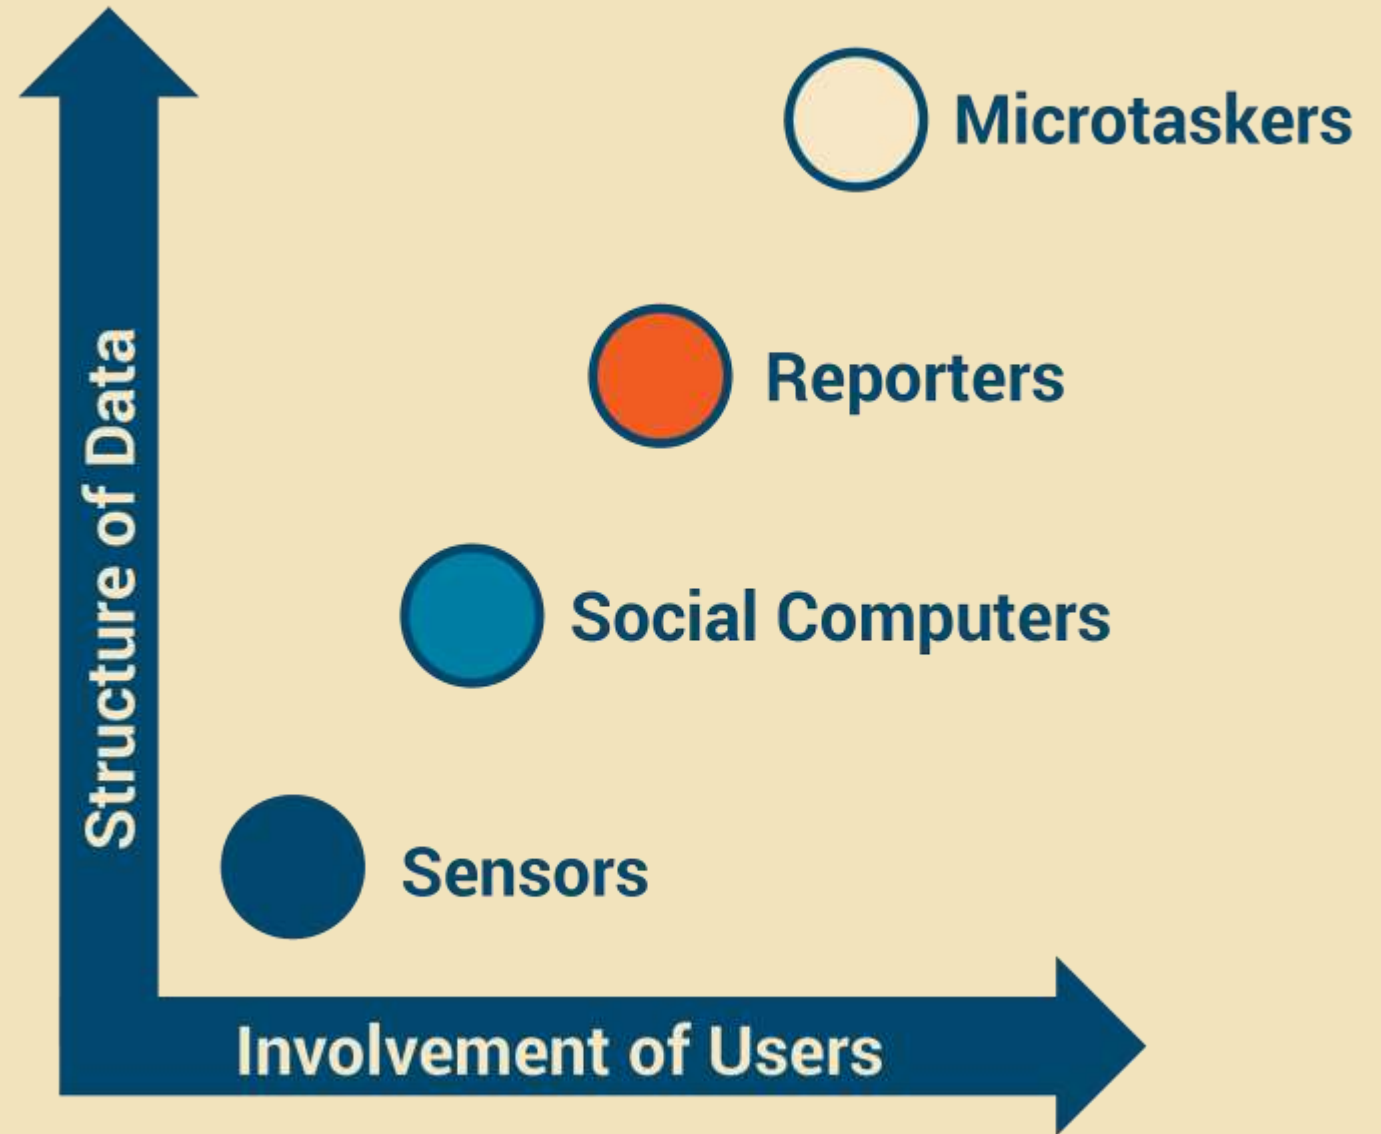 Microtaskers
Reporters
Social Computers
Sensors
Structure of Data
Involvement of Users